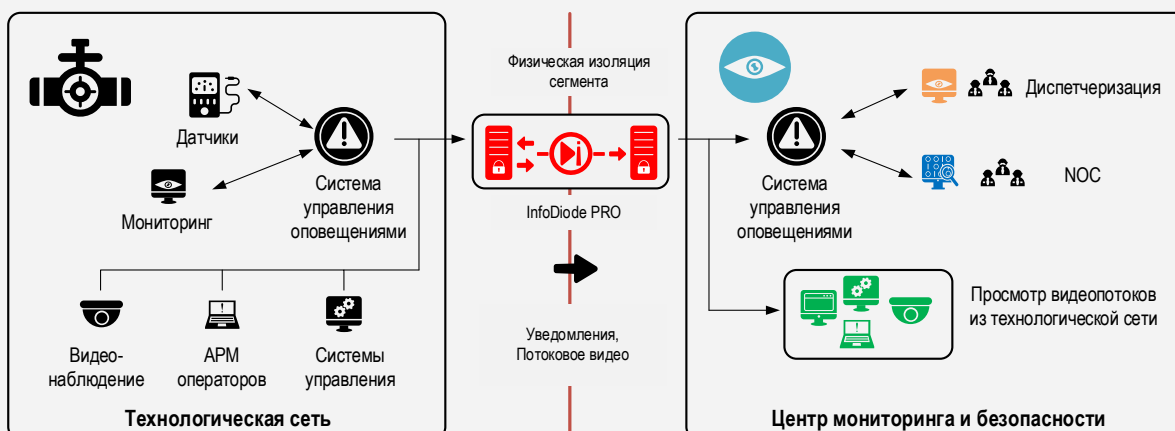 Датчики
Мониторинг
Система
управления
оповещениями
Видео-
наблюдение
АРМ
операторов
Системы
управления
Технологическая сеть
Физическая изоляция
сегмента
InfoDiode PRO
Уведомления,
Потоковое видео
Система
управления
оповещениями
Диспетчеризация
NOC
Просмотр видеопотоков
из технологической сети
Центр мониторинга и безопасности